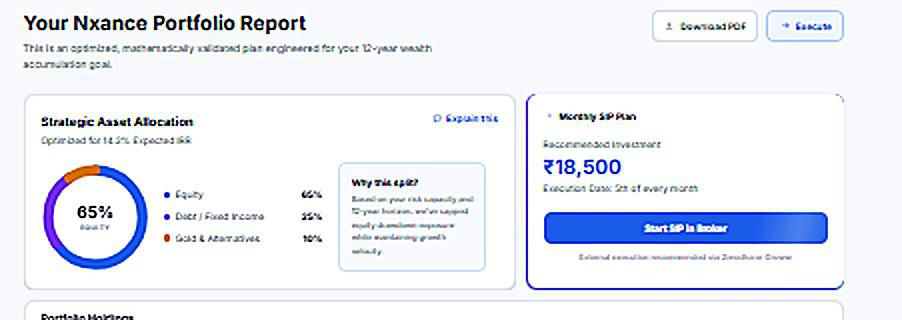 Your Nxance Portfolio Report
Download PDF
Execute
This is an optimized, mathematically validated plan engineered for your 12-year wealth
accumulation goal.
Strategic Asset Allocation
Explain this
Optimized for 14.2% Expected IRR
65%
EQUITY
Equity 65%
Debt / Fixed Income 25%
Gold & Alternatives 10%
Why this split?
Based on your risk capacity and
12-year horizon, we've capped
equity drawdown exposure
while maintaining growth
velocity.
Monthly SIP Plan
Recommended Investment
₹18,500
Execution Date: 5th of every month
Start SIP in Broker
External execution recommended via Zerodha or Groww
Portfolio Holdings